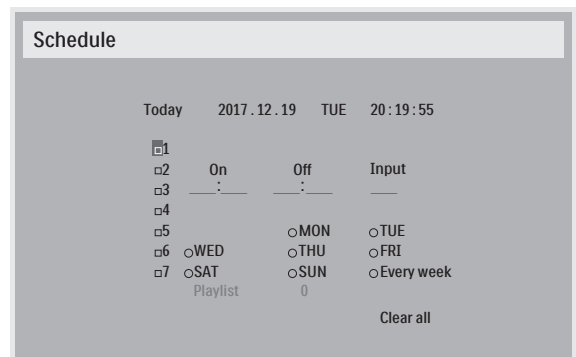 Schedule
Today 2017 . 12 . 19 TUE 20 : 19 : 55
1
2 On Off Input
3 ___:___ ___:___ ___
4
5 MON TUE
6 WED THU FRI
7 SAT SUN Every week
Playlist 0
Clear all